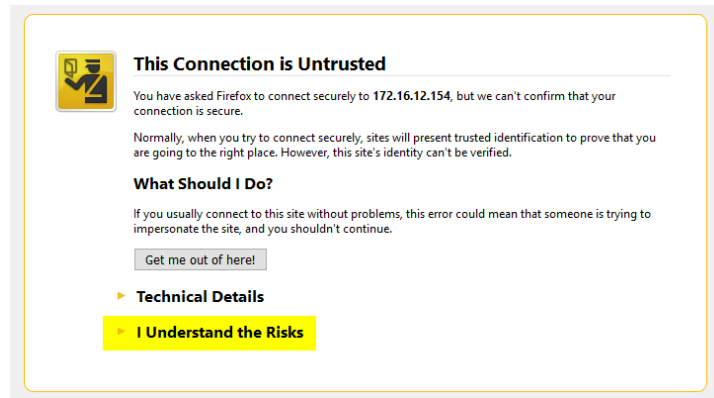 This Connection is Untrusted
You have asked Firefox to connect securely to 172.16.12.154, but we can't confirm that your
connection is secure.
Normally, when you try to connect securely, sites will present trusted identification to prove that you
are going to the right place. However, this site's identity can't be verified.
What Should I Do?
If you usually connect to this site without problems, this error could mean that someone is trying to
impersonate the site, and you shouldn't continue.
Get me out of here!
Technical Details
I Understand the Risks